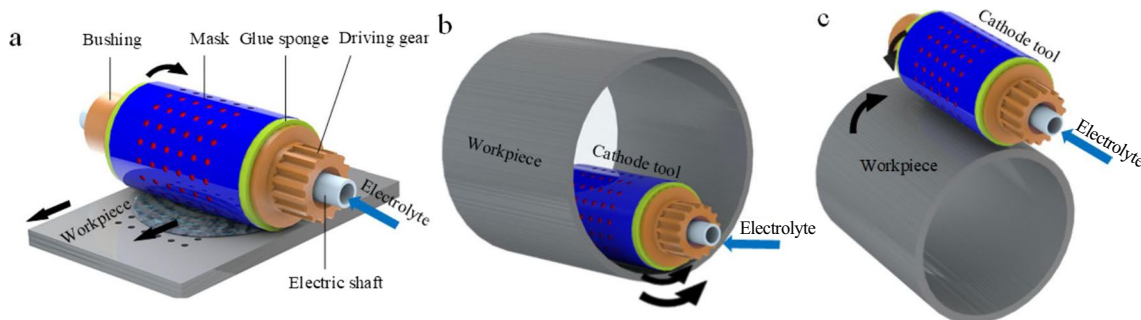 a
Bushing
Mask
Glue sponge
Driving gear
Workpiece
Electrolyte
Electric shaft
b
Workpiece
Cathode tool
Electrolyte
c
Cathode tool
Electrolyte
Workpiece